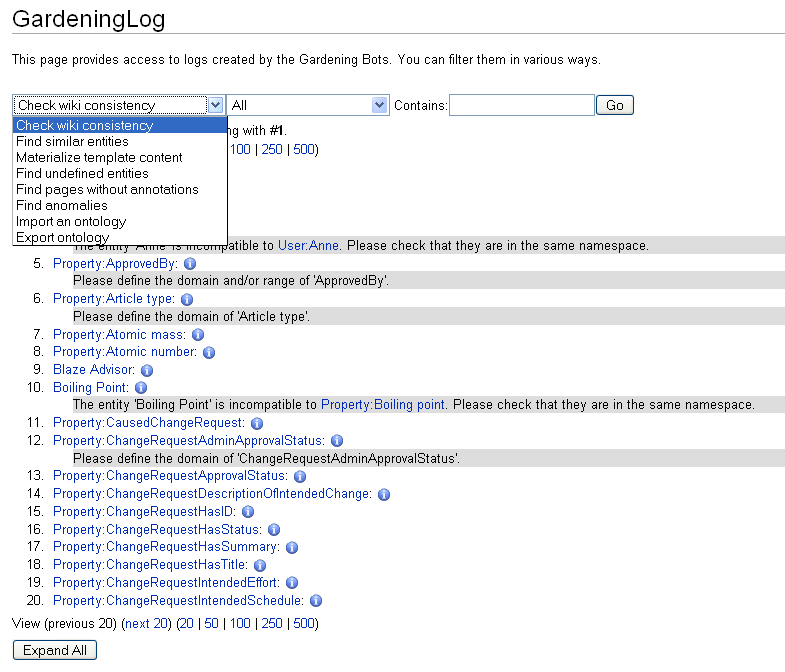 GardeningLog
This page provides access to logs created by the Gardening Bots. You can filter them in various ways.
Check wiki consistency All Contains: Go
Check wiki consistency
Find similar entities
Materialize template content
Find undefined entities
Find pages without annotations
Find anomalies
Import an ontology
Export ontology
with #1.
100 | 250 | 500)
The entity 'Anne' is incompatible to User:Anne. Please check that they are in the same namespace.
5. Property:ApprovedBy:
Please define the domain and/or range of 'ApprovedBy'.
6. Property:Article type:
Please define the domain of 'Article type'.
7. Property:Atomic mass:
8. Property:Atomic number:
9. Blaze Advisor:
10. Boiling Point:
The entity 'Boiling Point' is incompatible to Property:Boiling point. Please check that they are in the same namespace.
11. Property:CausedChangeRequest:
12. Property:ChangeRequestAdminApprovalStatus:
Please define the domain of 'ChangeRequestAdminApprovalStatus'.
13. Property:ChangeRequestApprovalStatus:
14. Property:ChangeRequestDescriptionOfIntendedChange:
15. Property:ChangeRequestHasID:
16. Property:ChangeRequestHasStatus:
17. Property:ChangeRequestHasSummary:
18. Property:ChangeRequestHasTitle:
19. Property:ChangeRequestIntendedEffort:
20. Property:ChangeRequestIntendedSchedule:
View (previous 20) (next 20) (20 | 50 | 100 | 250 | 500)
Expand All